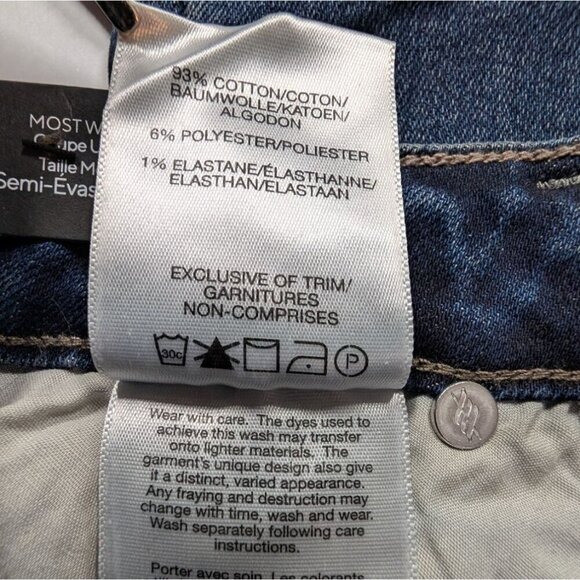 MOST W
Coupe U
Taille M
Semi-Évas
93% COTTON/COTON/
BAUMWOLLE/KATOEN/
ALGODON
6% POLYESTER/POLIESTER
1% ELASTANE/ÉLASTHANNE/
ELASTHAN/ELASTAAN
EXCLUSIVE OF TRIM/
GARNITURES
NON-COMPRISES
30c P
Wear with care. The dyes used to
achieve this wash may transfer
onto lighter materials. The
garment's unique design also give
it a distinct, varied appearance.
Any fraying and destruction may
change with time, wash and wear.
Wash separately following care
instructions.
Porter avec soin. Les colorants